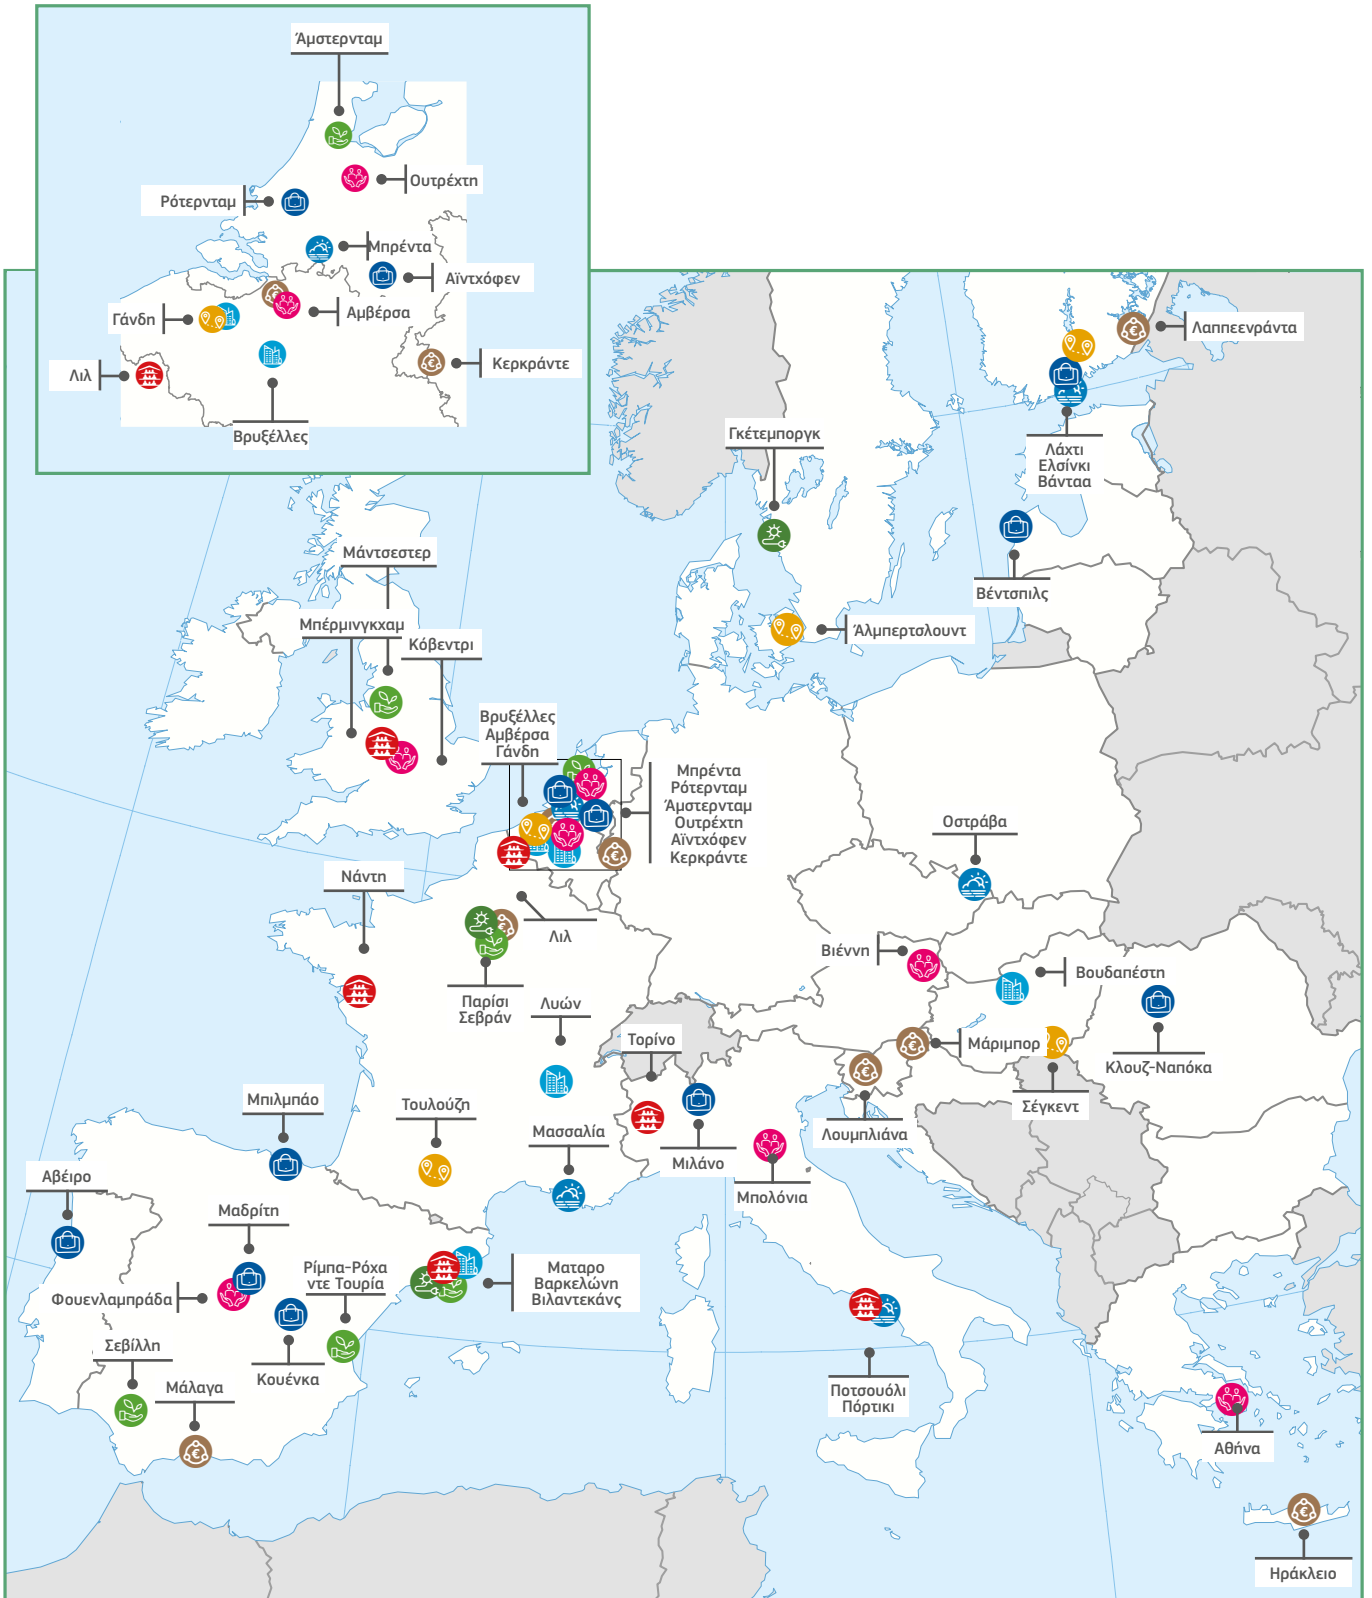 Άμστερνταμ
Ουτρέχτη
Ρότερνταμ
Μπρέντα
Αϊντχόφεν
Γάνδη
Αμβέρσα
Λιλ
Κερκράντε
Βρυξέλλες
Λαππεενράντα
Γκέτεμποργκ
Λάχτι
Ελσίνκι
Βάνταα
Βέντσπιλς
Άλμπερτσλουντ
Μάντσεστερ
Μπέρμινγκχαμ
Κόβεντρι
Βρυξέλλες
Αμβέρσα
Γάνδη
Μπρέντα
Ρότερνταμ
Άμστερνταμ
Ουτρέχτη
Αϊντχόφεν
Κερκράντε
Οστράβα
Νάντη
Λιλ
Βιέννη
Βουδαπέστη
Παρίσι
Σεβράν
Λυών
Τορίνο
Μάριμπορ
Κλουζ-Ναπόκα
Σέγκεντ
Μπιλμπάο
Τουλούζη
Μασσαλία
Λουμπλιάνα
Μιλάνο
Μπολόνια
Αβέιρο
Μαδρίτη
Ρίμπα-Ρόχα
ντε Τουρία
Ματαρο
Βαρκελώνη
Βιλαντεκάνς
Φουενλαμπράδα
Σεβίλλη
Κουένκα
Μάλαγα
Ποτσουόλι
Πόρτικι
Αθήνα
Ηράκλειο